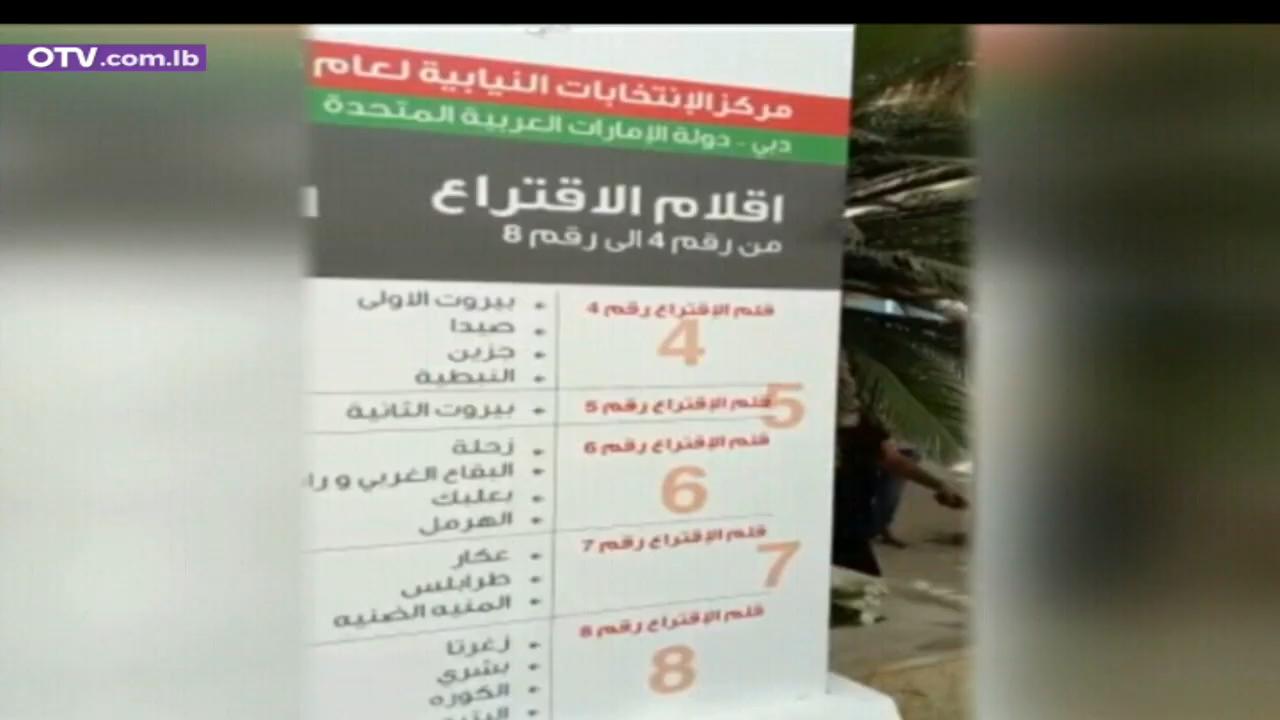 OTV.com.lb
مركز الإنتخابات النيابية لعام
دبي - دولة الإمارات العربية المتحدة
اقلام الاقتراع
من رقم 4 الى رقم 8
قلم الإقتراع رقم 4
4
• بيروت الاولى
• صيدا
• جزين
• النبطية
قلم الإقتراع رقم 5
5
• بيروت الثانية
قلم الإقتراع رقم 6
6
• زحلة
• البقاع الغربي و
• بعلبك
• الهرمل
قلم الإقتراع رقم 7
7
• عكار
• طرابلس
• المنيه الضنيه
قلم الإقتراع رقم 8
8
• زغرتا
• بشري
• الكوره